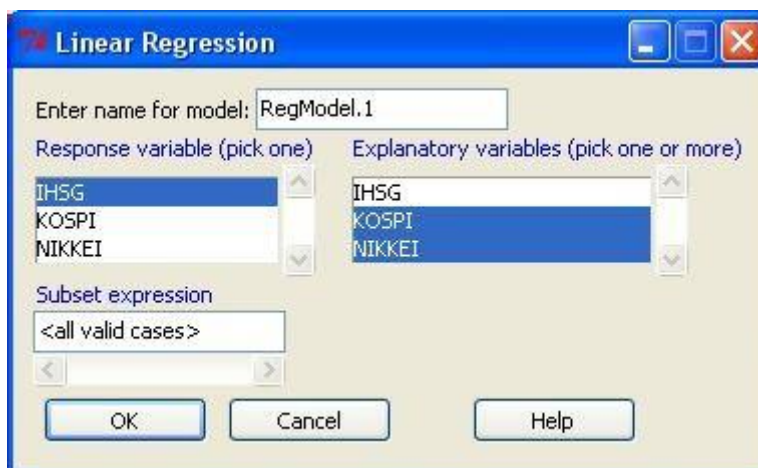 Linear Regression
Enter name for model: RegModel.1
Response variable (pick one) Explanatory variables (pick one or more)
IHSG IHSG
KOSPI KOSPI
NIKKEI NIKKEI
Subset expression
<all valid cases>
OK Cancel Help